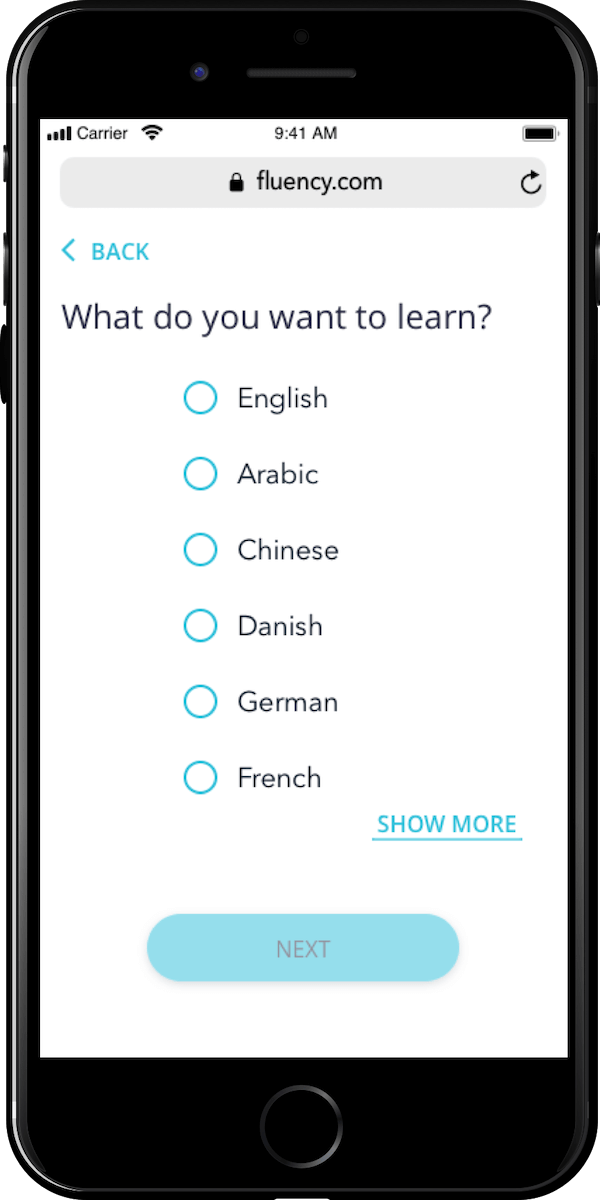 Carrier 9:41 AM
fluency.com
BACK
What do you want to learn?
English
Arabic
Chinese
Danish
German
French
SHOW MORE
NEXT